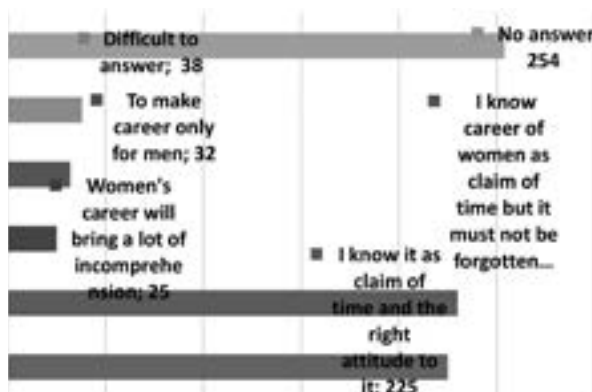 Difficult to
answer; 38
No answer
254
To make
career only
for men; 32
I know
career of
women as
claim of
time but it
must not be
forgotten...
Women's
career will
bring a lot of
incomprehe
nsion; 25
I know it as
claim of
time and the
right
attitude to
it; 225